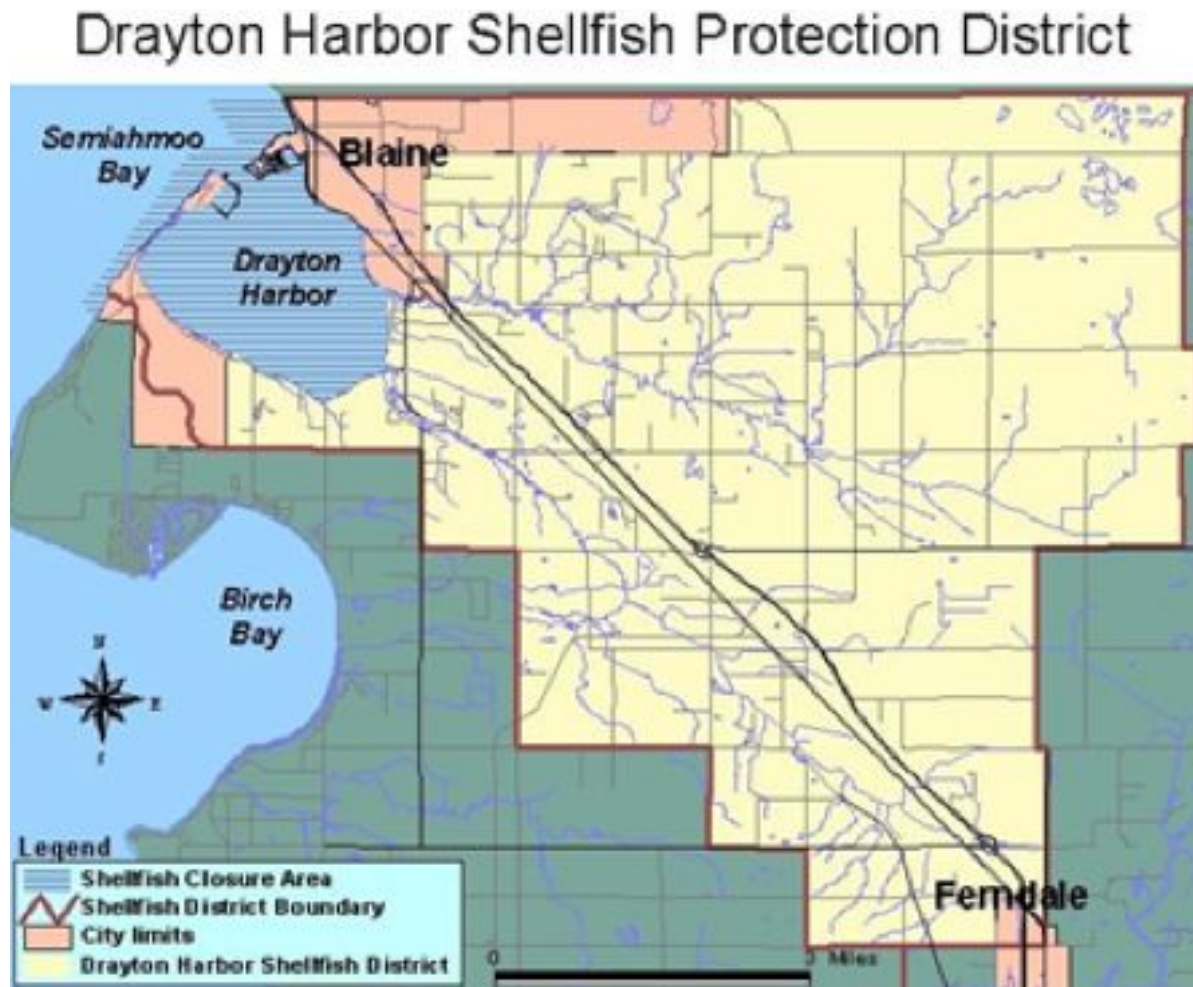 Drayton Harbor Shellfish Protection District
Semiahmoo
Bay
Blaine
Drayton
Harbor
Birch
Bay
N
W
E
Legend
Shellfish Closure Area
Shellfish District Boundary
City limits
Drayton Harbor Shellfish District
Ferndale
0
Miles